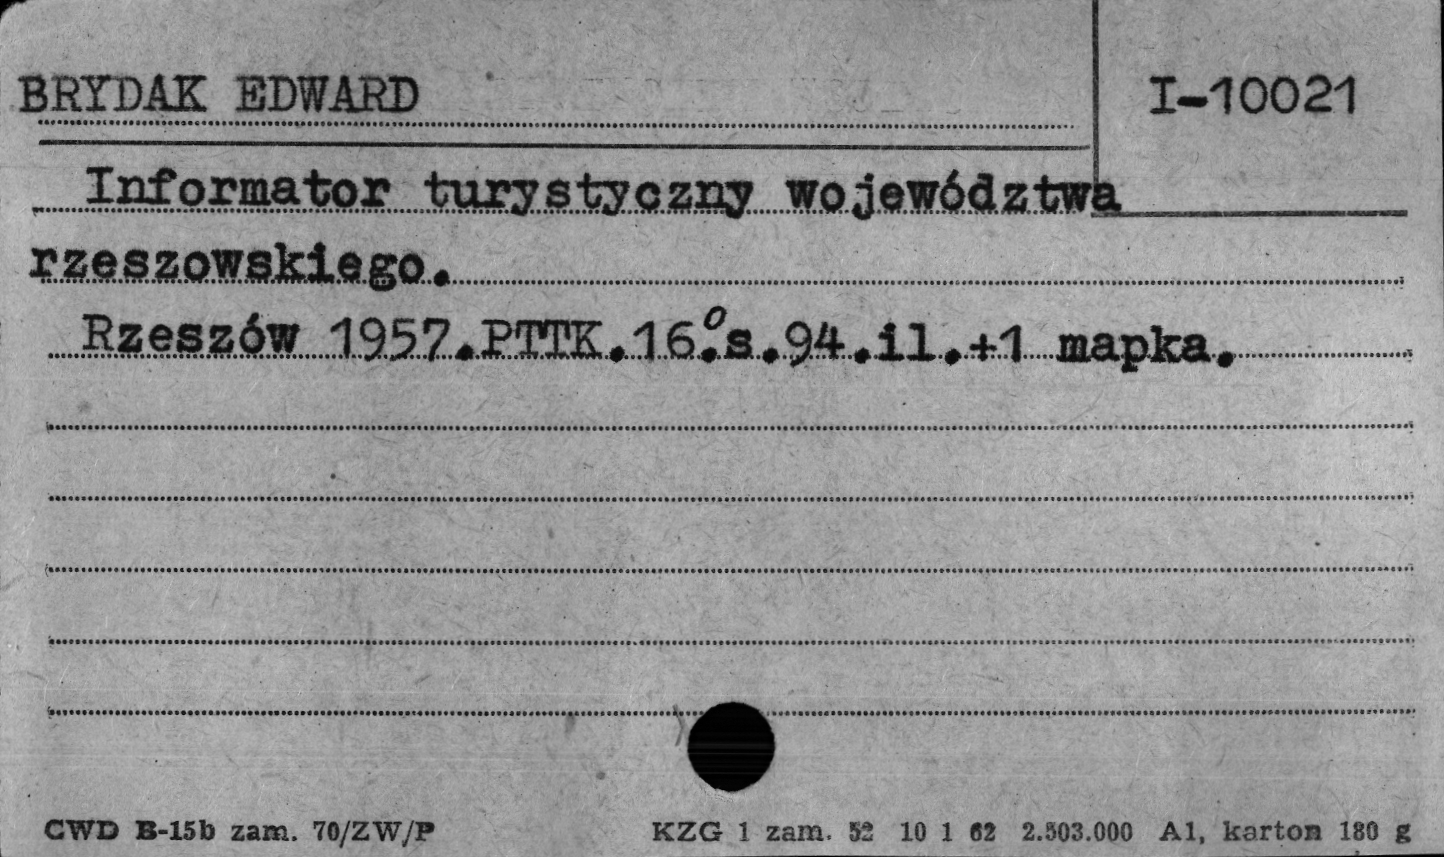 BRYDAK EDWARD
I-10021
Informator turystyczny województwa
rzeszowskiego.
Rzeszów 1957.PTTK.16.°s.94.il.+1 mapka.
CWD B-15b zam. 70/ZW/P
KZG 1 zam. 52 10 1 62 2.503.000 A1, karton 180 g